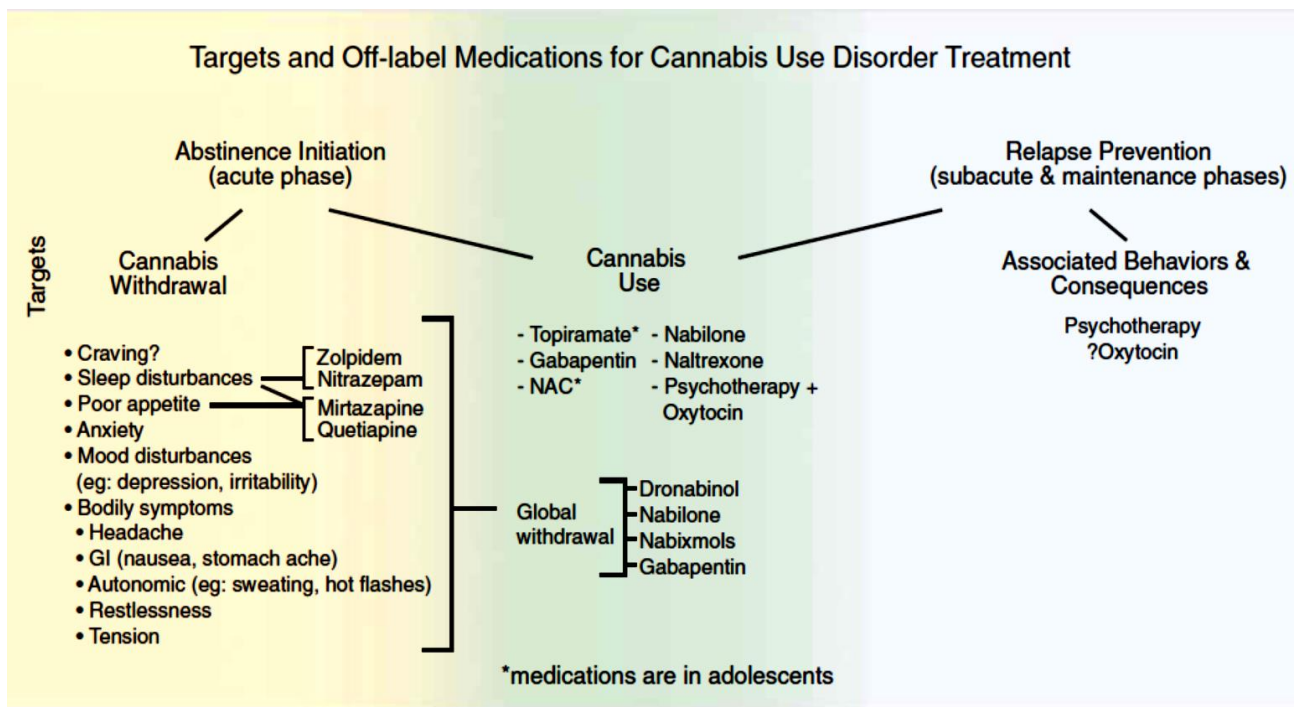 Targets and Off-label Medications for Cannabis Use Disorder Treatment
Abstinence Initiation
(acute phase)
Relapse Prevention
(subacute & maintenance phases)
Targets
Cannabis
Withdrawal
Cannabis
Use
Associated Behaviors &
Consequences
• Craving?
• Sleep disturbances
• Poor appetite
• Anxiety
• Mood disturbances
(eg: depression, irritability)
• Bodily symptoms
• Headache
• GI (nausea, stomach ache)
• Autonomic (eg: sweating, hot flashes)
• Restlessness
• Tension
Zolpidem
Nitrazepam
Mirtazapine
Quetiapine
- Topiramate*
- Gabapentin
- NAC*
- Nabilone
- Naltrexone
- Psychotherapy +
Oxytocin
Psychotherapy
?Oxytocin
Global
withdrawal
Dronabinol
Nabilone
Nabixmols
Gabapentin
*medications are in adolescents